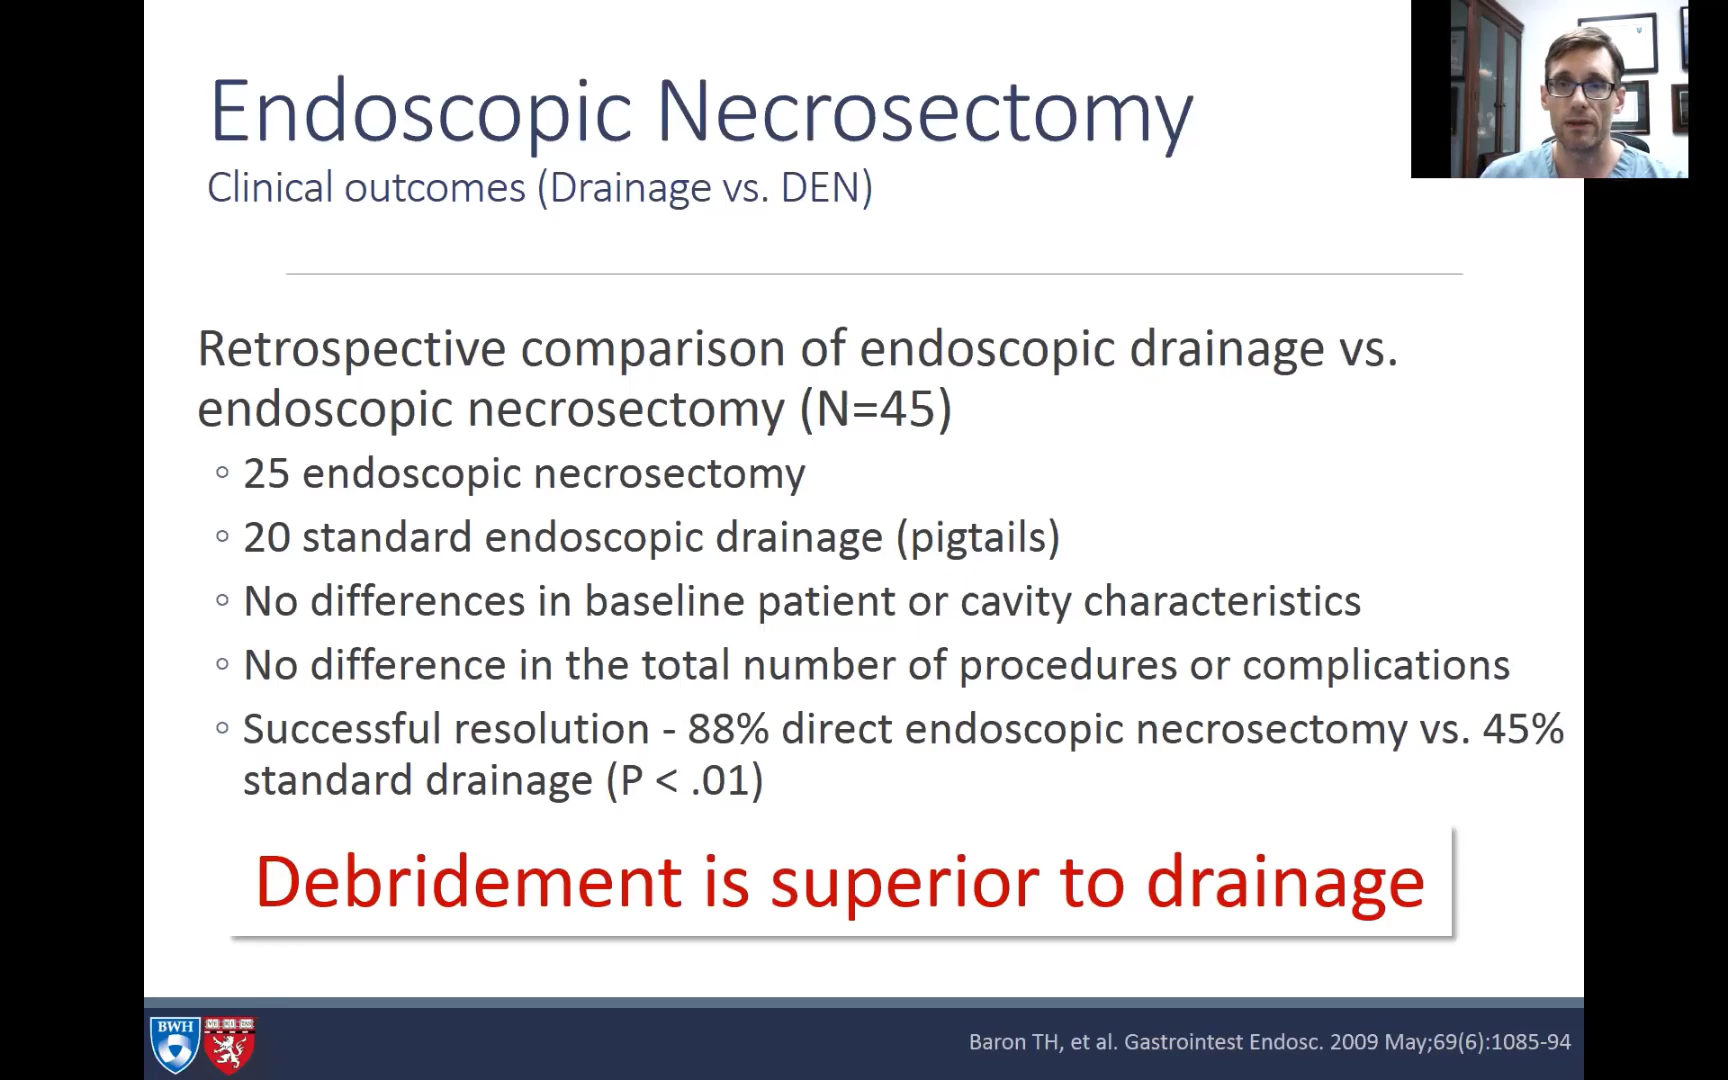 Endoscopic Necrosectomy
Clinical outcomes (Drainage vs. DEN)
Retrospective comparison of endoscopic drainage vs.
endoscopic necrosectomy (N=45)
◦ 25 endoscopic necrosectomy
◦ 20 standard endoscopic drainage (pigtails)
◦ No differences in baseline patient or cavity characteristics
◦ No difference in the total number of procedures or complications
◦ Successful resolution - 88% direct endoscopic necrosectomy vs. 45%
standard drainage (P < .01)
Debridement is superior to drainage
BWH
Baron TH, et al. Gastrointest Endosc. 2009 May;69(6):1085-94